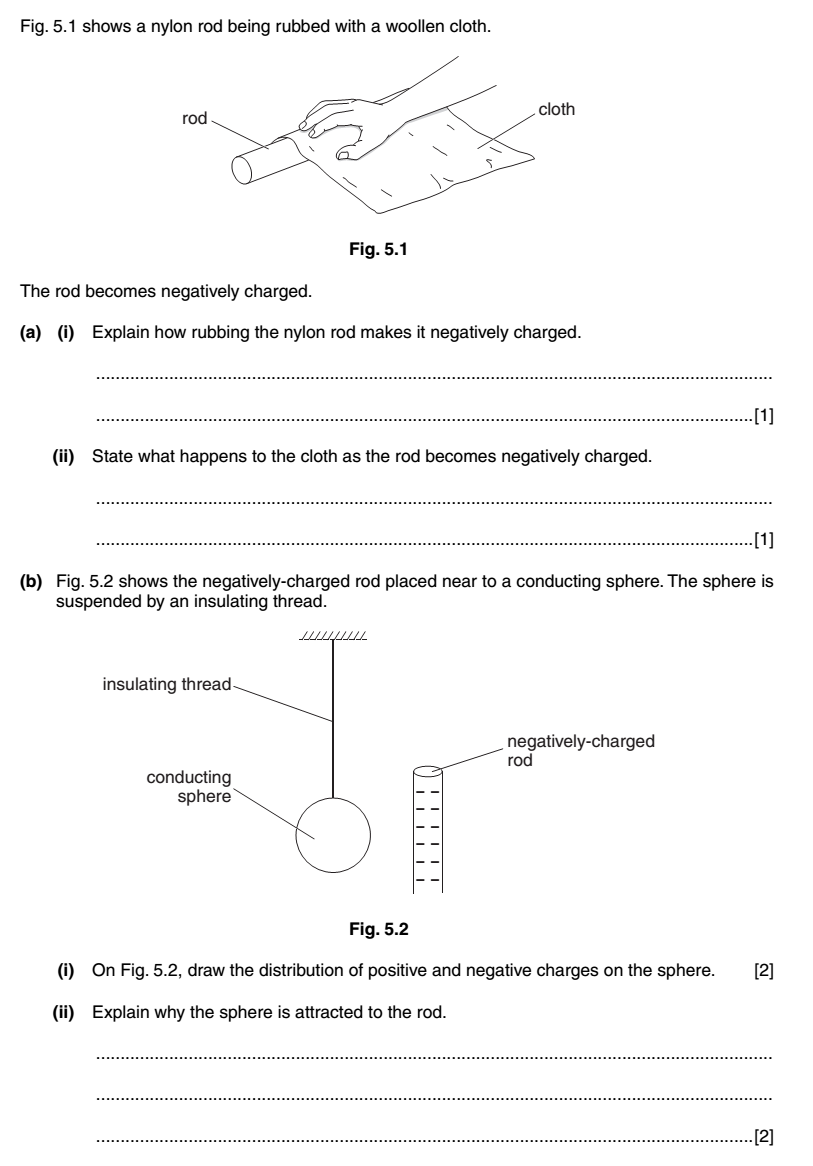 Fig. 5.1 shows a nylon rod being rubbed with a woollen cloth.
rod
cloth
Fig. 5.1
The rod becomes negatively charged.
(a) (i) Explain how rubbing the nylon rod makes it negatively charged.
..........................................................................................................................................
.....................................................................................................................................[1]
(ii) State what happens to the cloth as the rod becomes negatively charged.
..........................................................................................................................................
.....................................................................................................................................[1]
(b) Fig. 5.2 shows the negatively-charged rod placed near to a conducting sphere. The sphere is
suspended by an insulating thread.
insulating thread
negatively-charged
rod
conducting
sphere
Fig. 5.2
(i) On Fig. 5.2, draw the distribution of positive and negative charges on the sphere. [2]
(ii) Explain why the sphere is attracted to the rod.
..........................................................................................................................................
..........................................................................................................................................
.....................................................................................................................................[2]